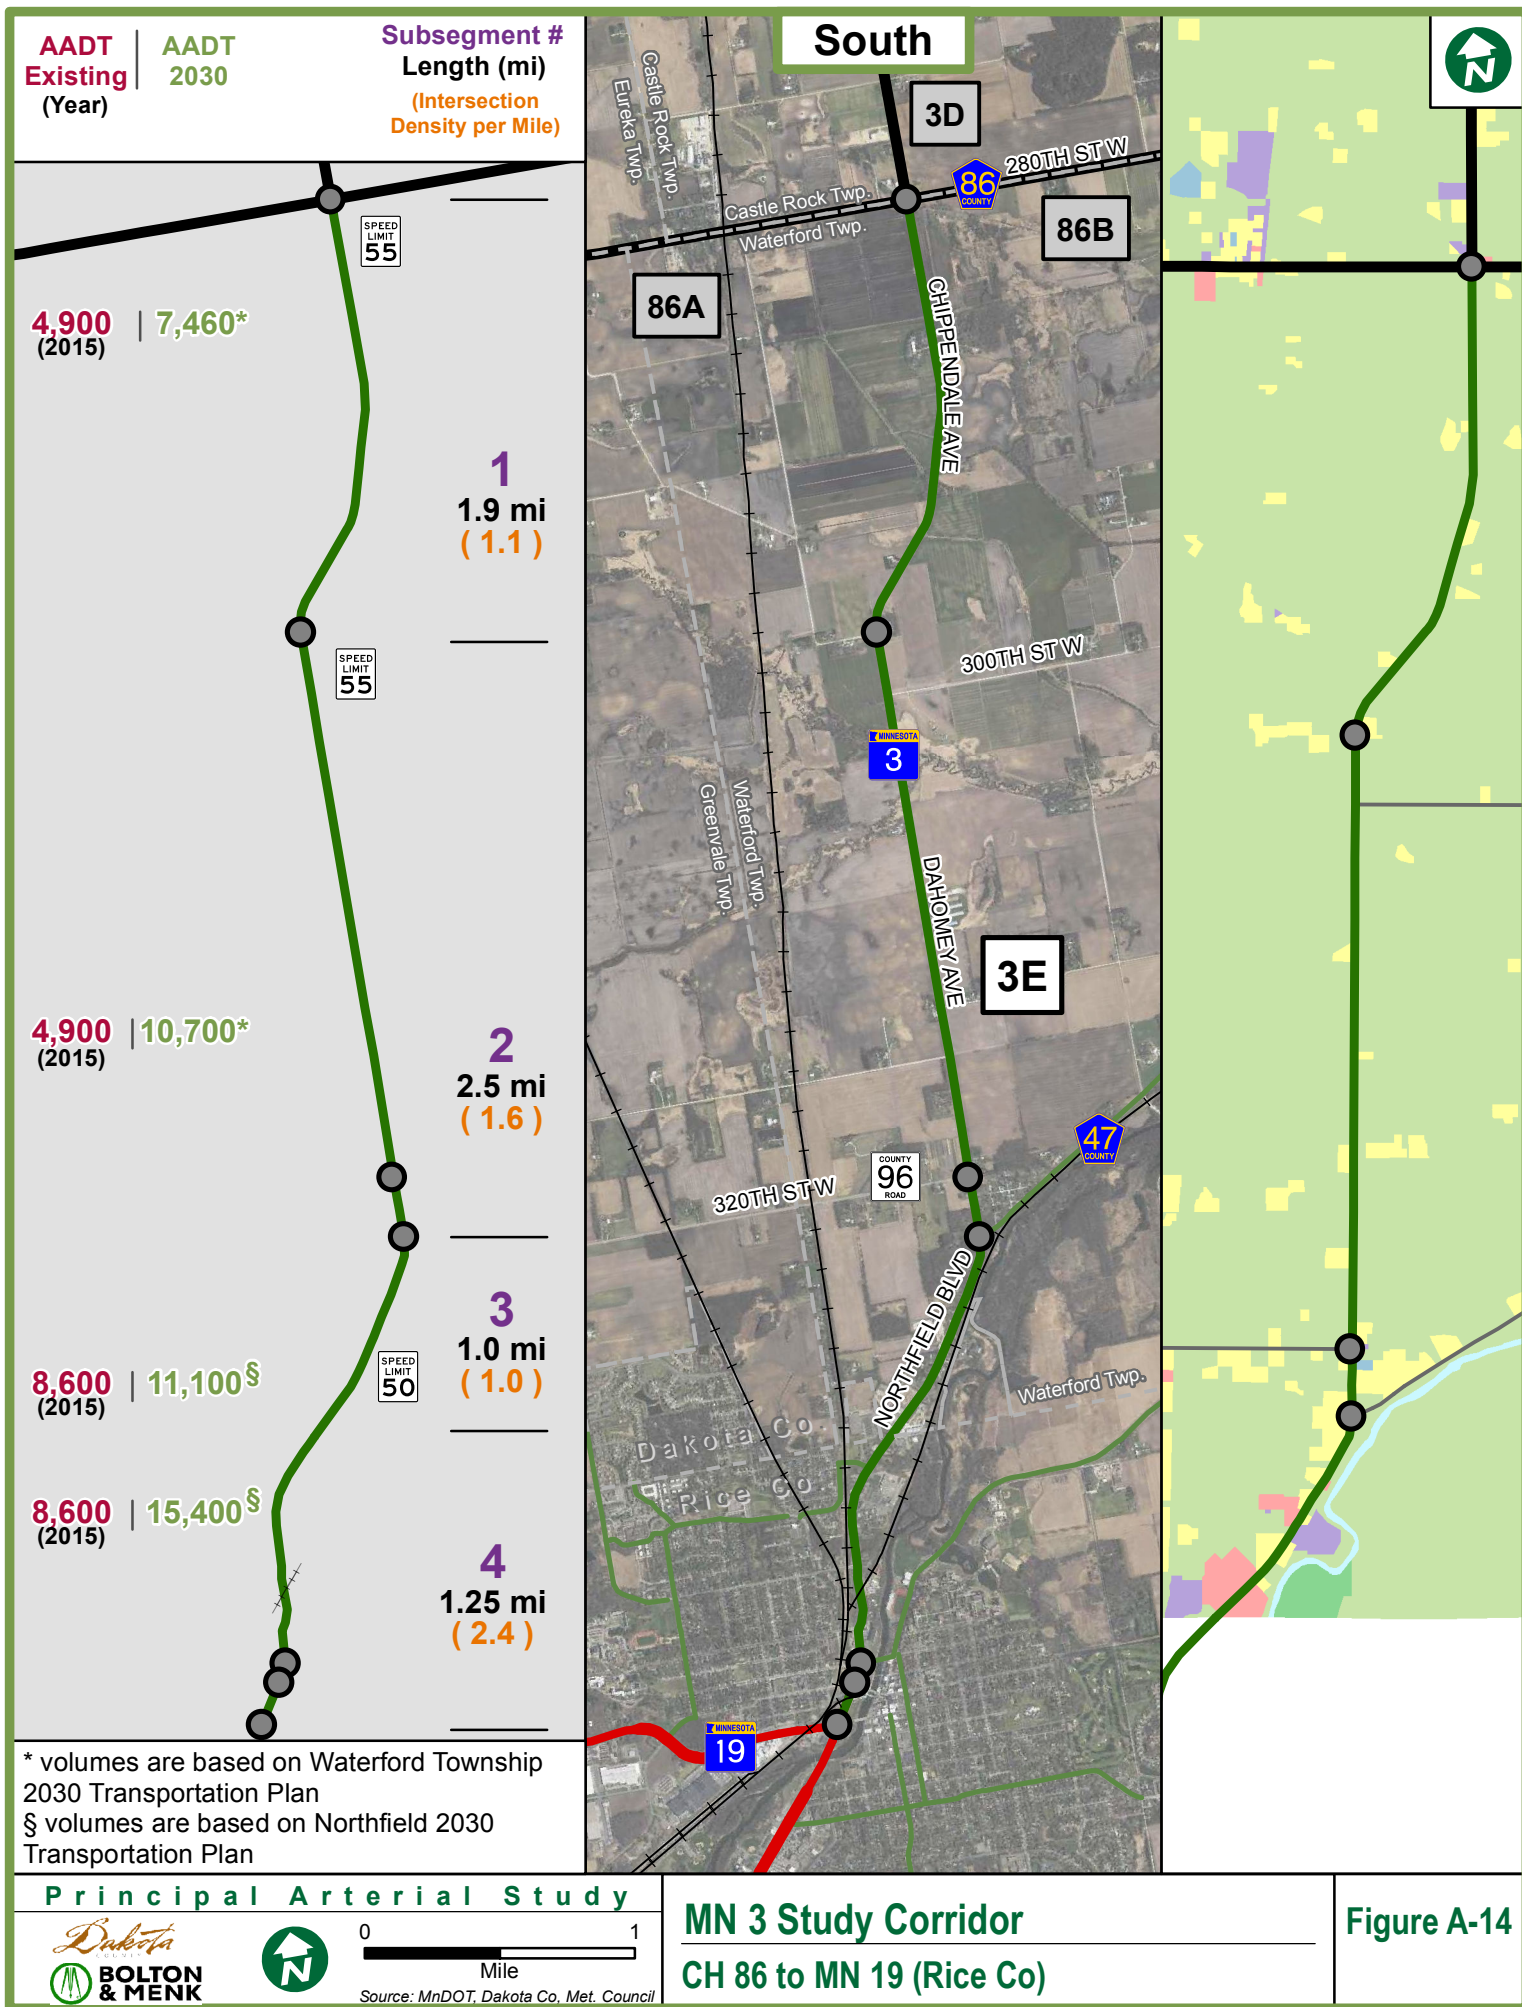 AADT
Existing
(Year)
AADT
2030
Subsegment #
Length (mi)
(Intersection
Density per Mile)
South
N
SPEED
LIMIT
55
4,900
(2015)
7,460*
1
1.9 mi
( 1.1 )
SPEED
LIMIT
55
4,900
(2015)
10,700*
2
2.5 mi
( 1.6 )
3
1.0 mi
( 1.0 )
SPEED
LIMIT
50
8,600
(2015)
11,100§
8,600
(2015)
15,400§
4
1.25 mi
( 2.4 )
Castle Rock Twp.
Eureka Twp.
3D
280TH ST W
86
COUNTY
Castle Rock Twp.
Waterford Twp.
86B
86A
CHIPPENDALE AVE
300TH ST W
MINNESOTA
3
Waterford Twp.
Greenvale Twp.
DAHOMEY AVE
3E
47
COUNTY
COUNTY
96
ROAD
320TH ST W
NORTHFIELD BLVD
Waterford Twp.
Dakota Co.
Rice Co.
MINNESOTA
19
* volumes are based on Waterford Township
2030 Transportation Plan
§ volumes are based on Northfield 2030
Transportation Plan
Principal Arterial Study
Dakota
COUNTY
BOLTON
& MENK
N
0 1
Mile
Source: MnDOT, Dakota Co, Met. Council
MN 3 Study Corridor
CH 86 to MN 19 (Rice Co)
Figure A-14